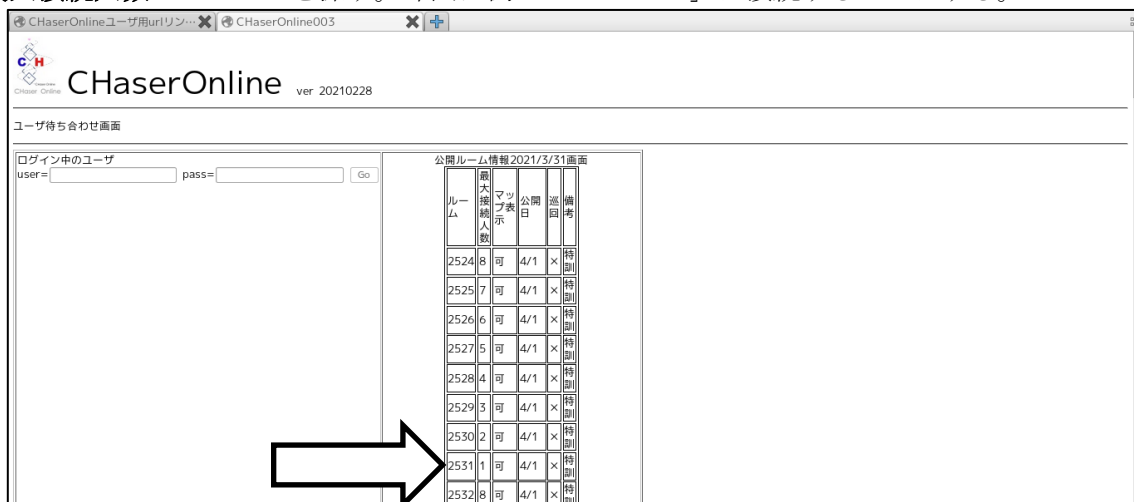 CHaserOnlineユーザ用urlリン… CHaserOnline003
CH
CHaser Online
CHaserOnline ver 20210228
ユーザ待ち合わせ画面
ログイン中のユーザ
user= pass= Go
公開ルーム情報2021/3/31画面
ルーム 最大接続人数 マップ表示 公開日 巡回 備考
2524 8 可 4/1 × 特訓
2525 7 可 4/1 × 特訓
2526 6 可 4/1 × 特訓
2527 5 可 4/1 × 特訓
2528 4 可 4/1 × 特訓
2529 3 可 4/1 × 特訓
2530 2 可 4/1 × 特訓
2531 1 可 4/1 × 特訓
2532 8 可 4/1 × 特訓